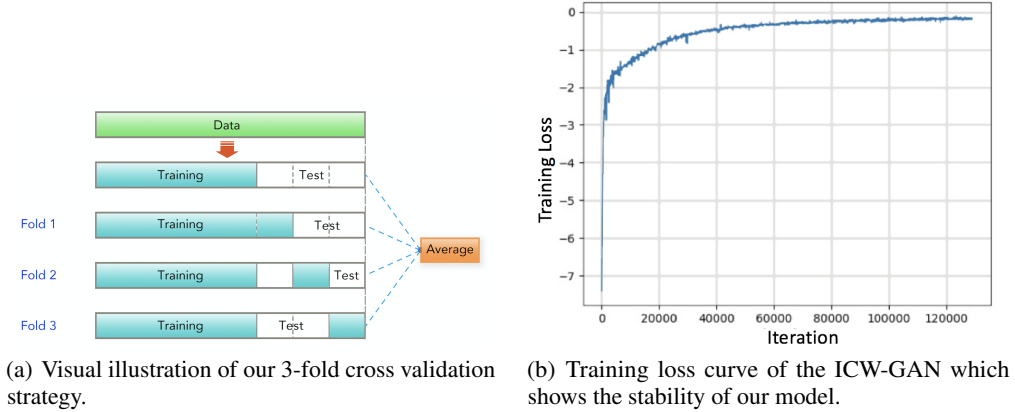 Data
Training Test
Fold 1 Training Test
Fold 2 Training Test
Fold 3 Training Test
Average
(a) Visual illustration of our 3-fold cross validation
strategy.
0
−1
−2
−3
−4
−5
−6
−7
Training Loss
0 20000 40000 60000 80000 100000 120000
Iteration
(b) Training loss curve of the ICW-GAN which
shows the stability of our model.